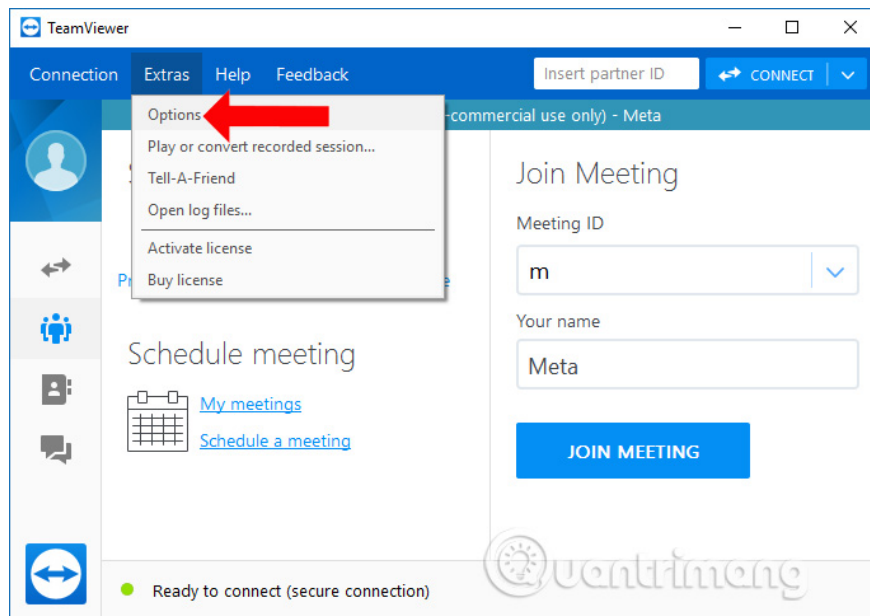 TeamViewer
Connection Extras Help Feedback Insert partner ID CONNECT
-commercial use only) - Meta
Options
Play or convert recorded session...
Tell-A-Friend
Open log files...
Activate license
Buy license
Schedule meeting
My meetings
Schedule a meeting
Join Meeting
Meeting ID
m
Your name
Meta
JOIN MEETING
Quantrimang
Ready to connect (secure connection)